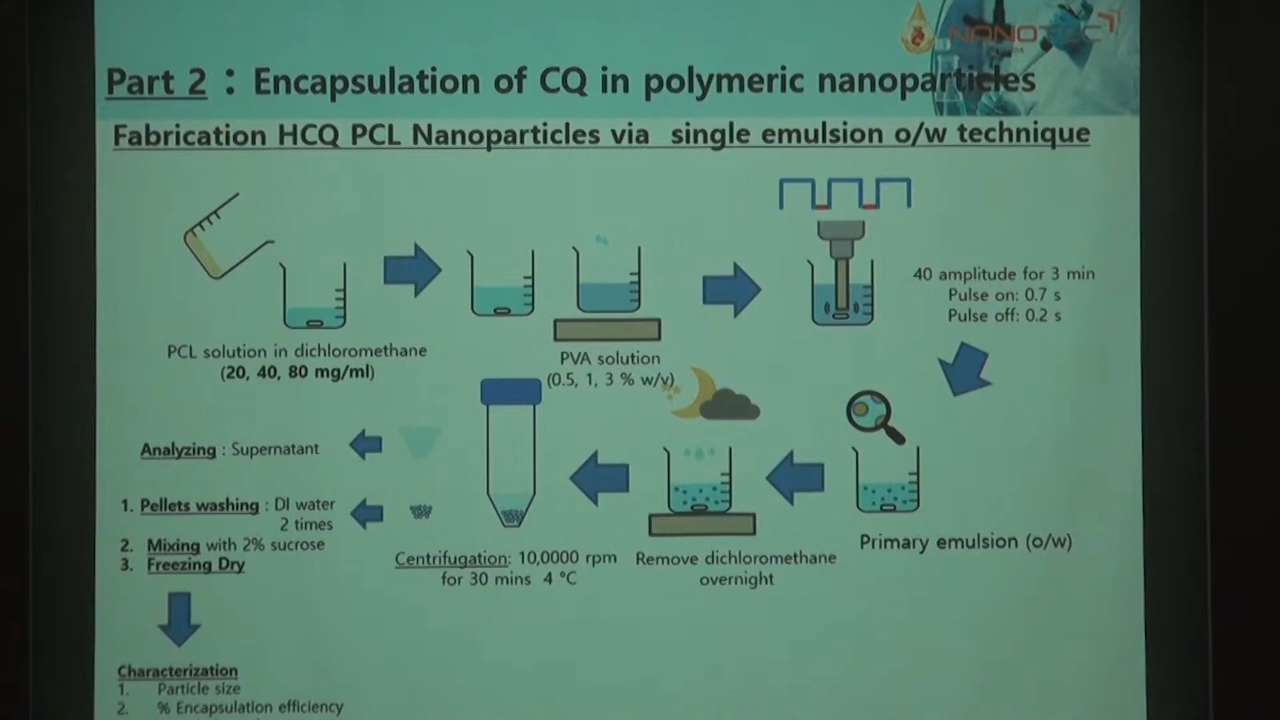 NANOTEC
Part 2 : Encapsulation of CQ in polymeric nanoparticles
Fabrication HCQ PCL Nanoparticles via single emulsion o/w technique
40 amplitude for 3 min
Pulse on: 0.7 s
Pulse off: 0.2 s
PCL solution in dichloromethane
(20, 40, 80 mg/ml)
PVA solution
(0.5, 1, 3 % w/v)
Primary emulsion (o/w)
Remove dichloromethane
overnight
Centrifugation: 10,0000 rpm
for 30 mins 4 °C
Analyzing : Supernatant
1. Pellets washing : DI water
2 times
2. Mixing with 2% sucrose
3. Freezing Dry
Characterization
1. Particle size
2. % Encapsulation efficiency